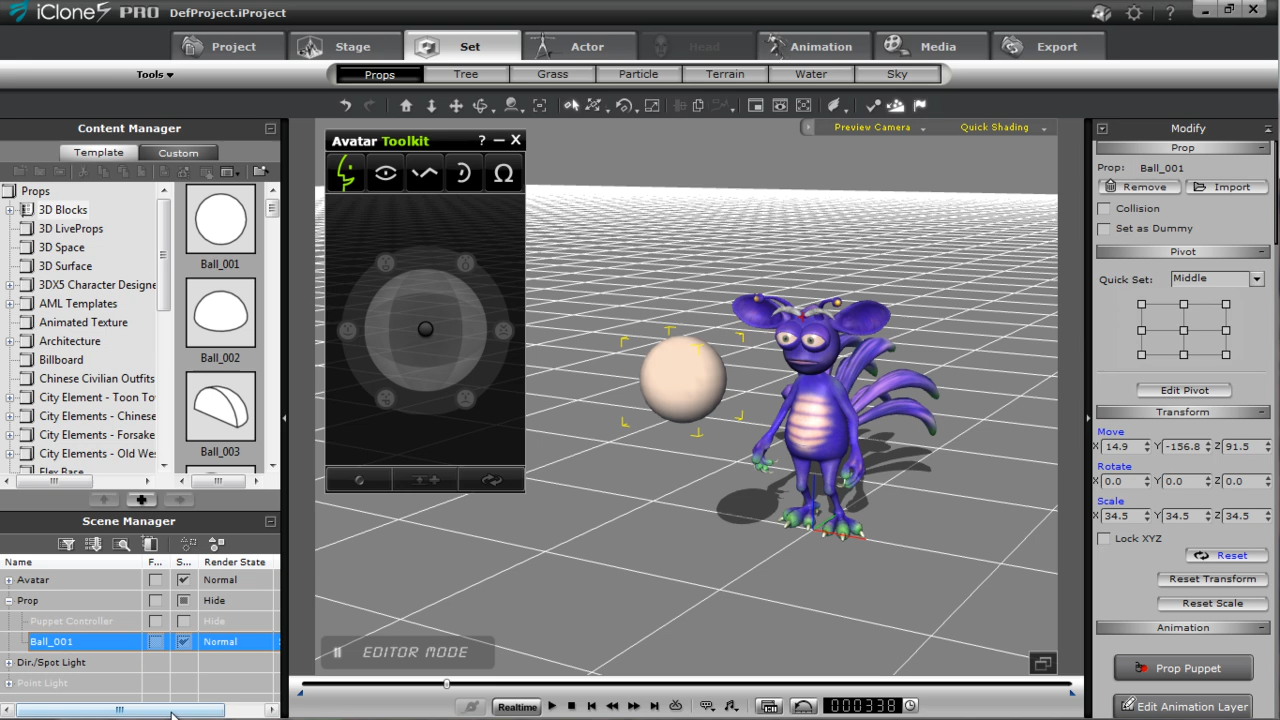 iClone5 PRO DefProject.iProject
Project Stage Set Actor Head Animation Media Export
Tools
Props Tree Grass Particle Terrain Water Sky
Content Manager
Template Custom
Props
3D Blocks
3D LiveProps
3D Space
3D Surface
3DX5 Character Designe
AML Templates
Animated Texture
Architecture
Billboard
Chinese Civilian Outfits
City Element - Toon To
City Elements - Chinese
City Elements - Forsake
City Elements - Old Wes
Flex Base
Ball_001
Ball_002
Ball_003
Scene Manager
Name F... S... Render State
Avatar Normal
Prop Hide
Puppet Controller Hide
Ball_001 Normal
Dir./Spot Light
Point Light
Avatar Toolkit ? — X
Preview Camera Quick Shading
EDITOR MODE
Realtime 000338
Modify
Prop
Prop: Ball_001
Remove Import
Collision
Set as Dummy
Pivot
Quick Set: Middle
Edit Pivot
Transform
Move
X 14.9 Y -156.8 Z 91.5
Rotate
X 0.0 Y 0.0 Z 0.0
Scale
X 34.5 Y 34.5 Z 34.5
Lock XYZ
Reset
Reset Transform
Reset Scale
Animation
Prop Puppet
Edit Animation Layer